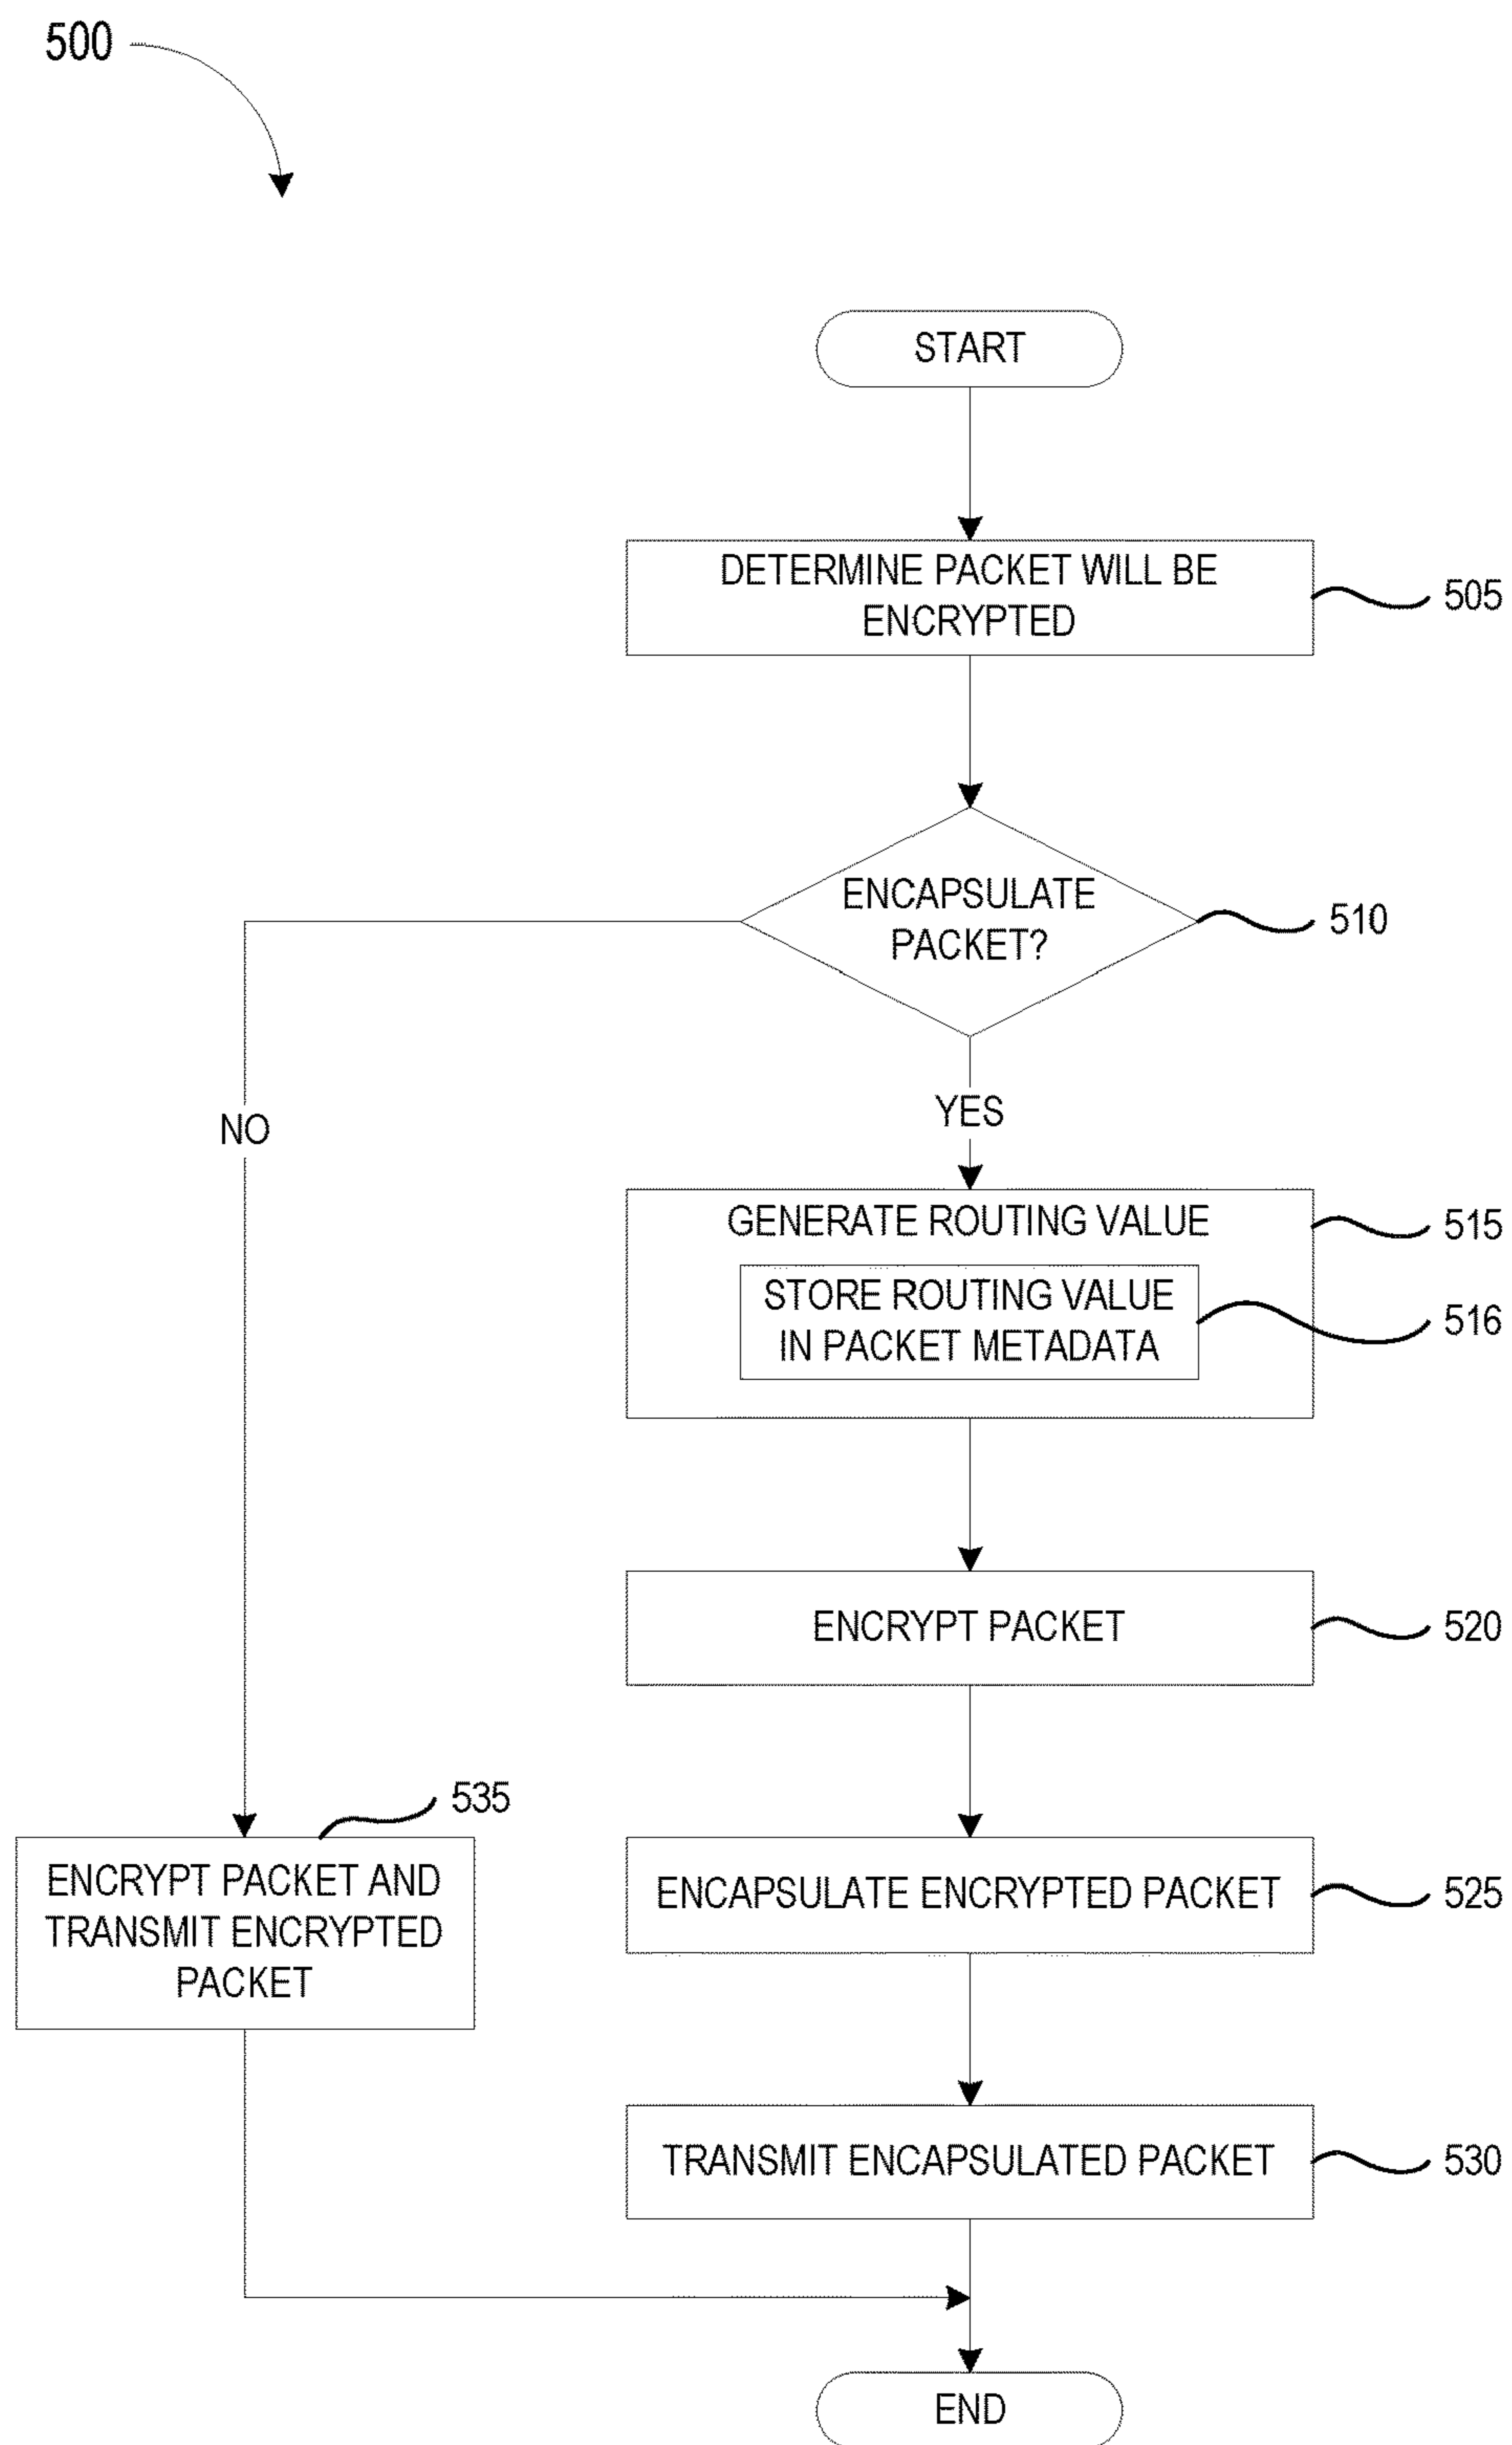 500
START
DETERMINE PACKET WILL BE
ENCRYPTED
505
ENCAPSULATE
PACKET?
510
NO
YES
GENERATE ROUTING VALUE
515
STORE ROUTING VALUE
IN PACKET METADATA
516
ENCRYPT PACKET
520
535
ENCRYPT PACKET AND
TRANSMIT ENCRYPTED
PACKET
ENCAPSULATE ENCRYPTED PACKET
525
TRANSMIT ENCAPSULATED PACKET
530
END